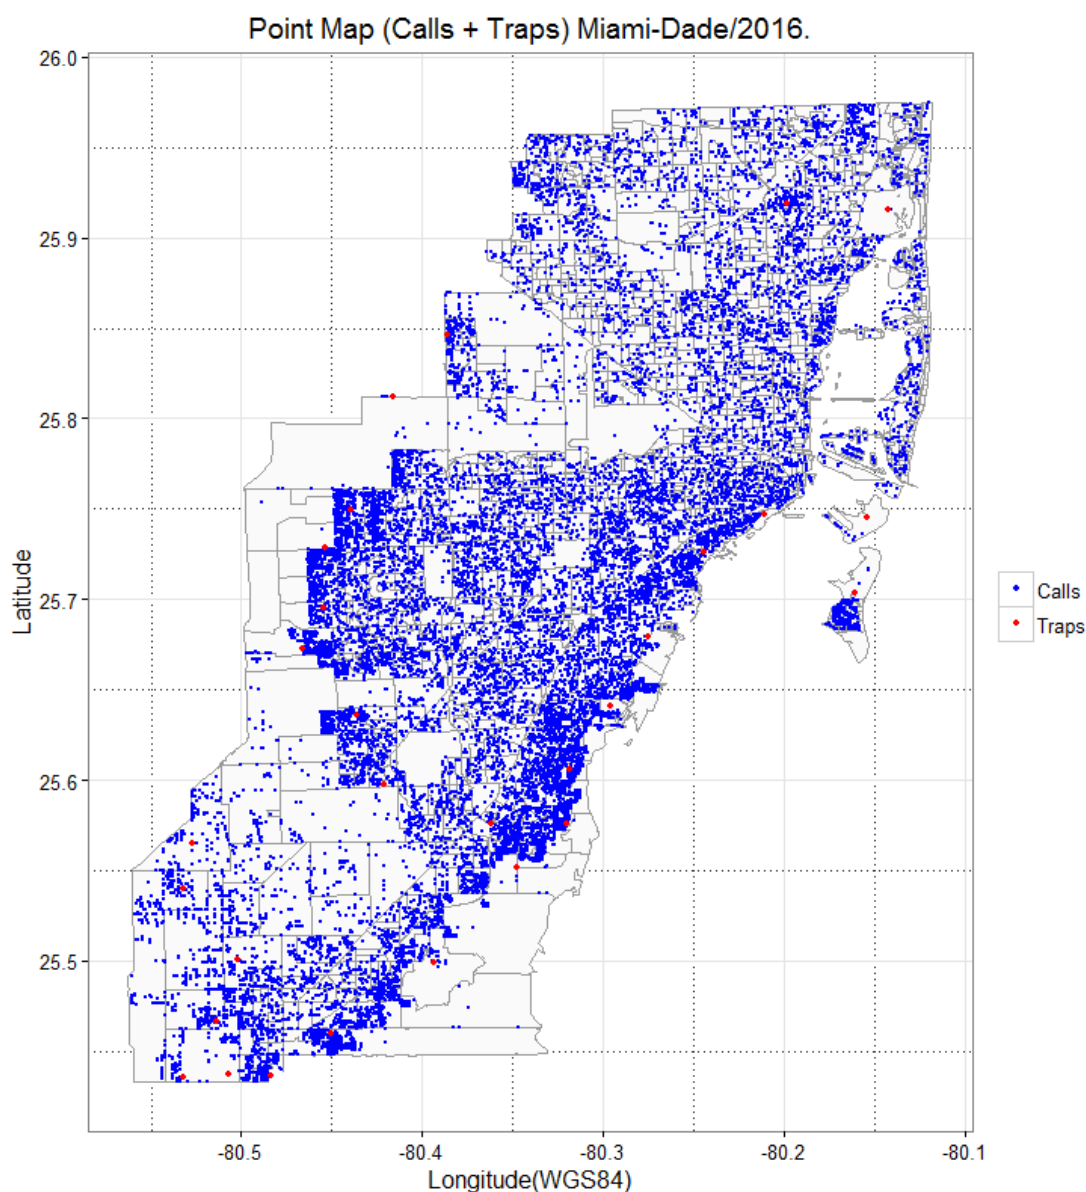 Point Map (Calls + Traps) Miami-Dade/2016.
26.0
25.9
25.8
25.7
25.6
25.5
Latitude
-80.5 -80.4 -80.3 -80.2 -80.1
Longitude(WGS84)
Calls
Traps